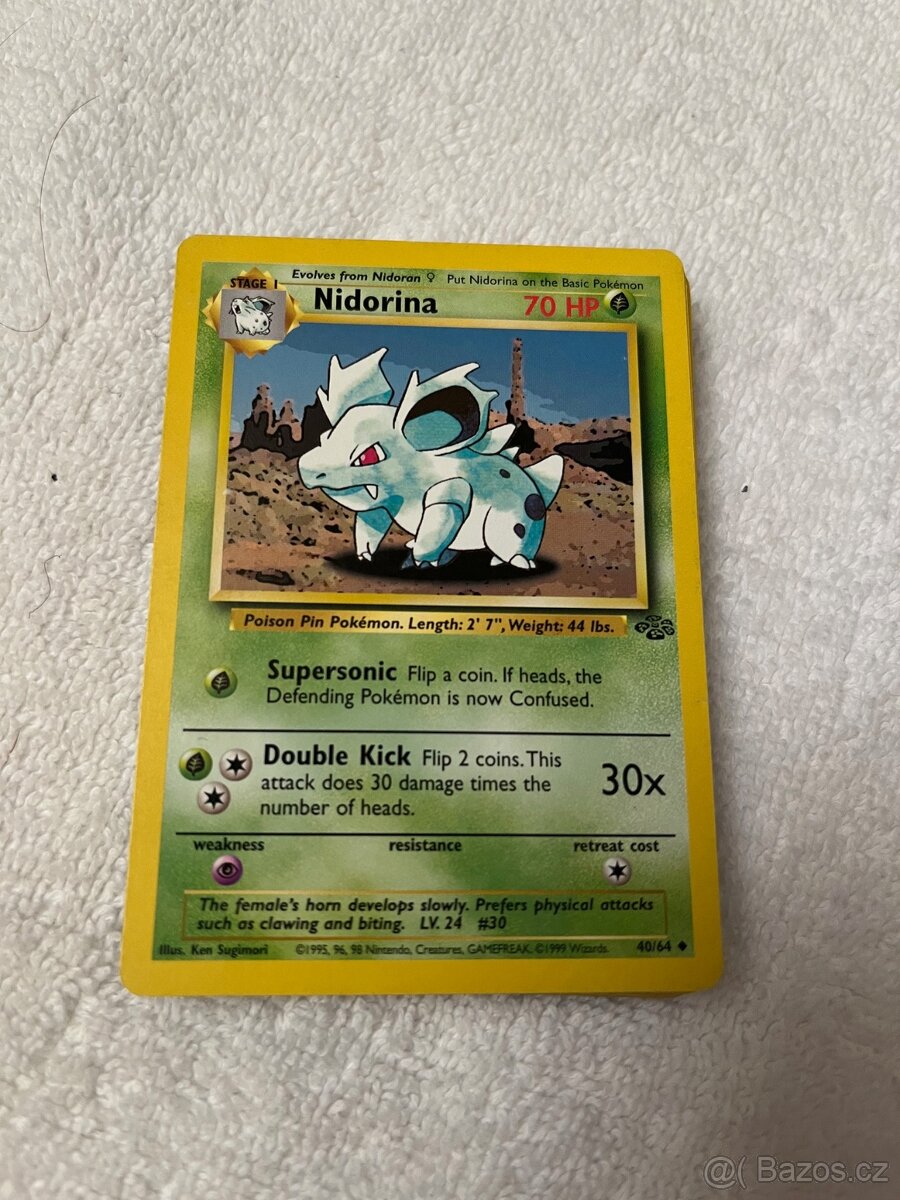 Evolves from Nidoran ♀ Put Nidorina on the Basic Pokémon
STAGE 1
Nidorina 70 HP
Poison Pin Pokémon. Length: 2' 7", Weight: 44 lbs.
Supersonic Flip a coin. If heads, the
Defending Pokémon is now Confused.
Double Kick Flip 2 coins. This
attack does 30 damage times the
number of heads.
30x
weakness resistance retreat cost
The female's horn develops slowly. Prefers physical attacks
such as clawing and biting. LV. 24 #30
Illus. Ken Sugimori ©1995, 96, 98 Nintendo, Creatures, GAMEFREAK. ©1999 Wizards. 40/64 ◆
@( Bazos.cz